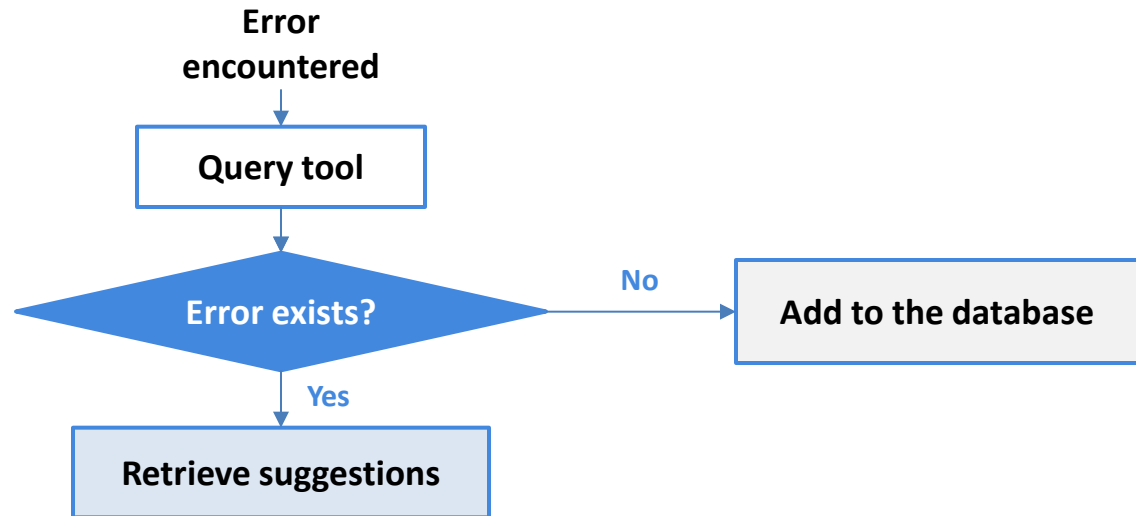 Error
encountered
Query tool
Error exists?
No
Add to the database
Yes
Retrieve suggestions